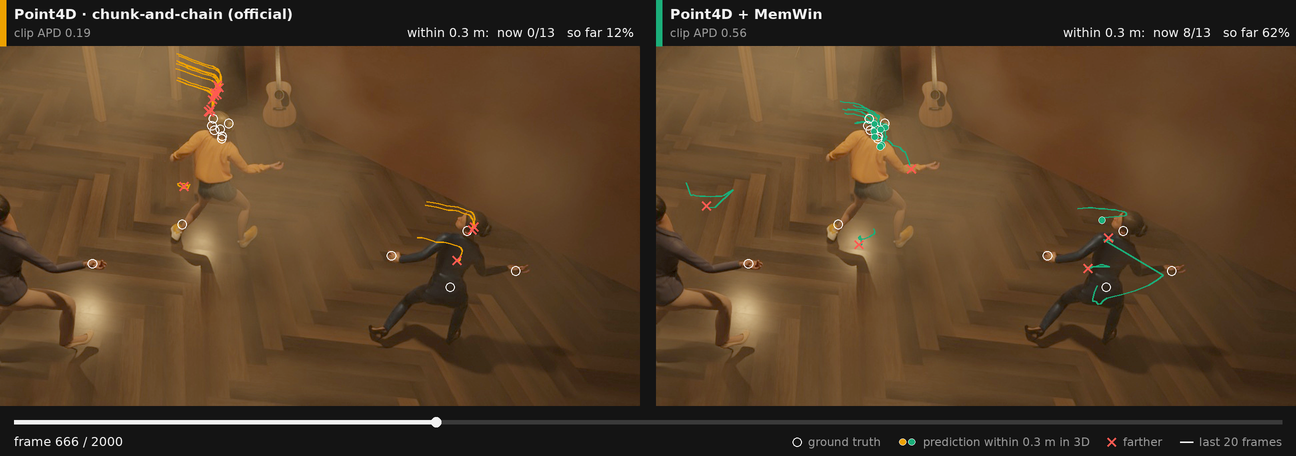 Point4D · chunk-and-chain (official)
clip APD 0.19
within 0.3 m: now 0/13 so far 12%
Point4D + MemWin
clip APD 0.56
within 0.3 m: now 8/13 so far 62%
frame 666 / 2000
ground truth
prediction within 0.3 m in 3D
farther
last 20 frames